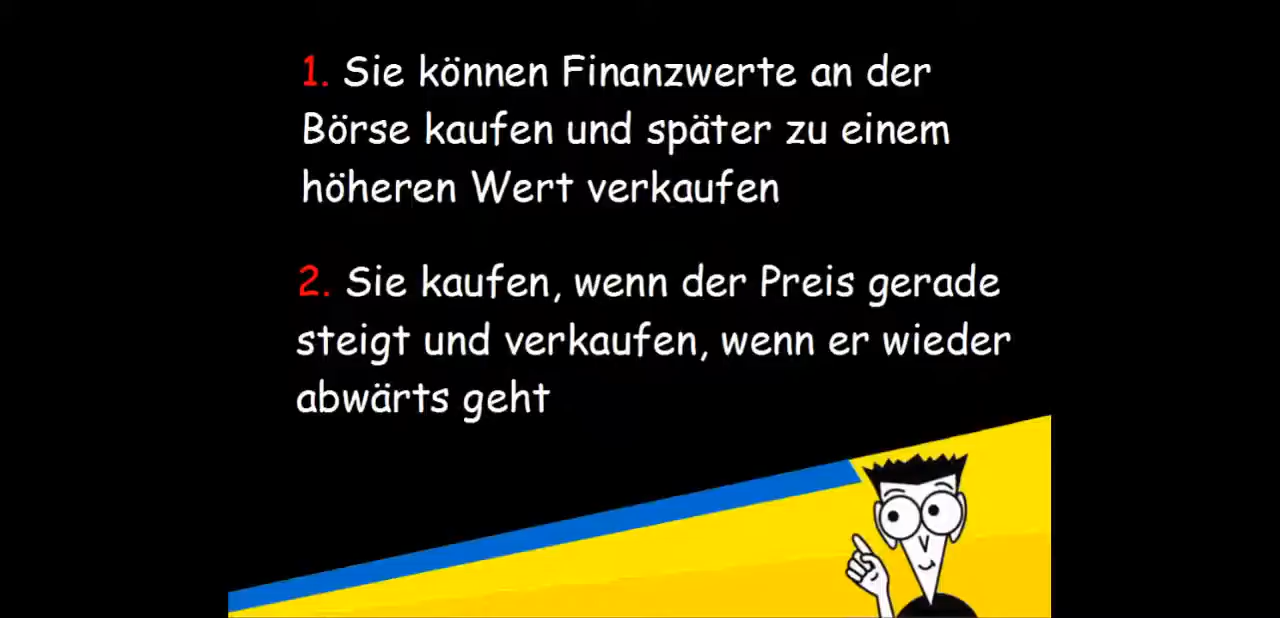 1. Sie können Finanzwerte an der
Börse kaufen und später zu einem
höheren Wert verkaufen
2. Sie kaufen, wenn der Preis gerade
steigt und verkaufen, wenn er wieder
abwärts geht